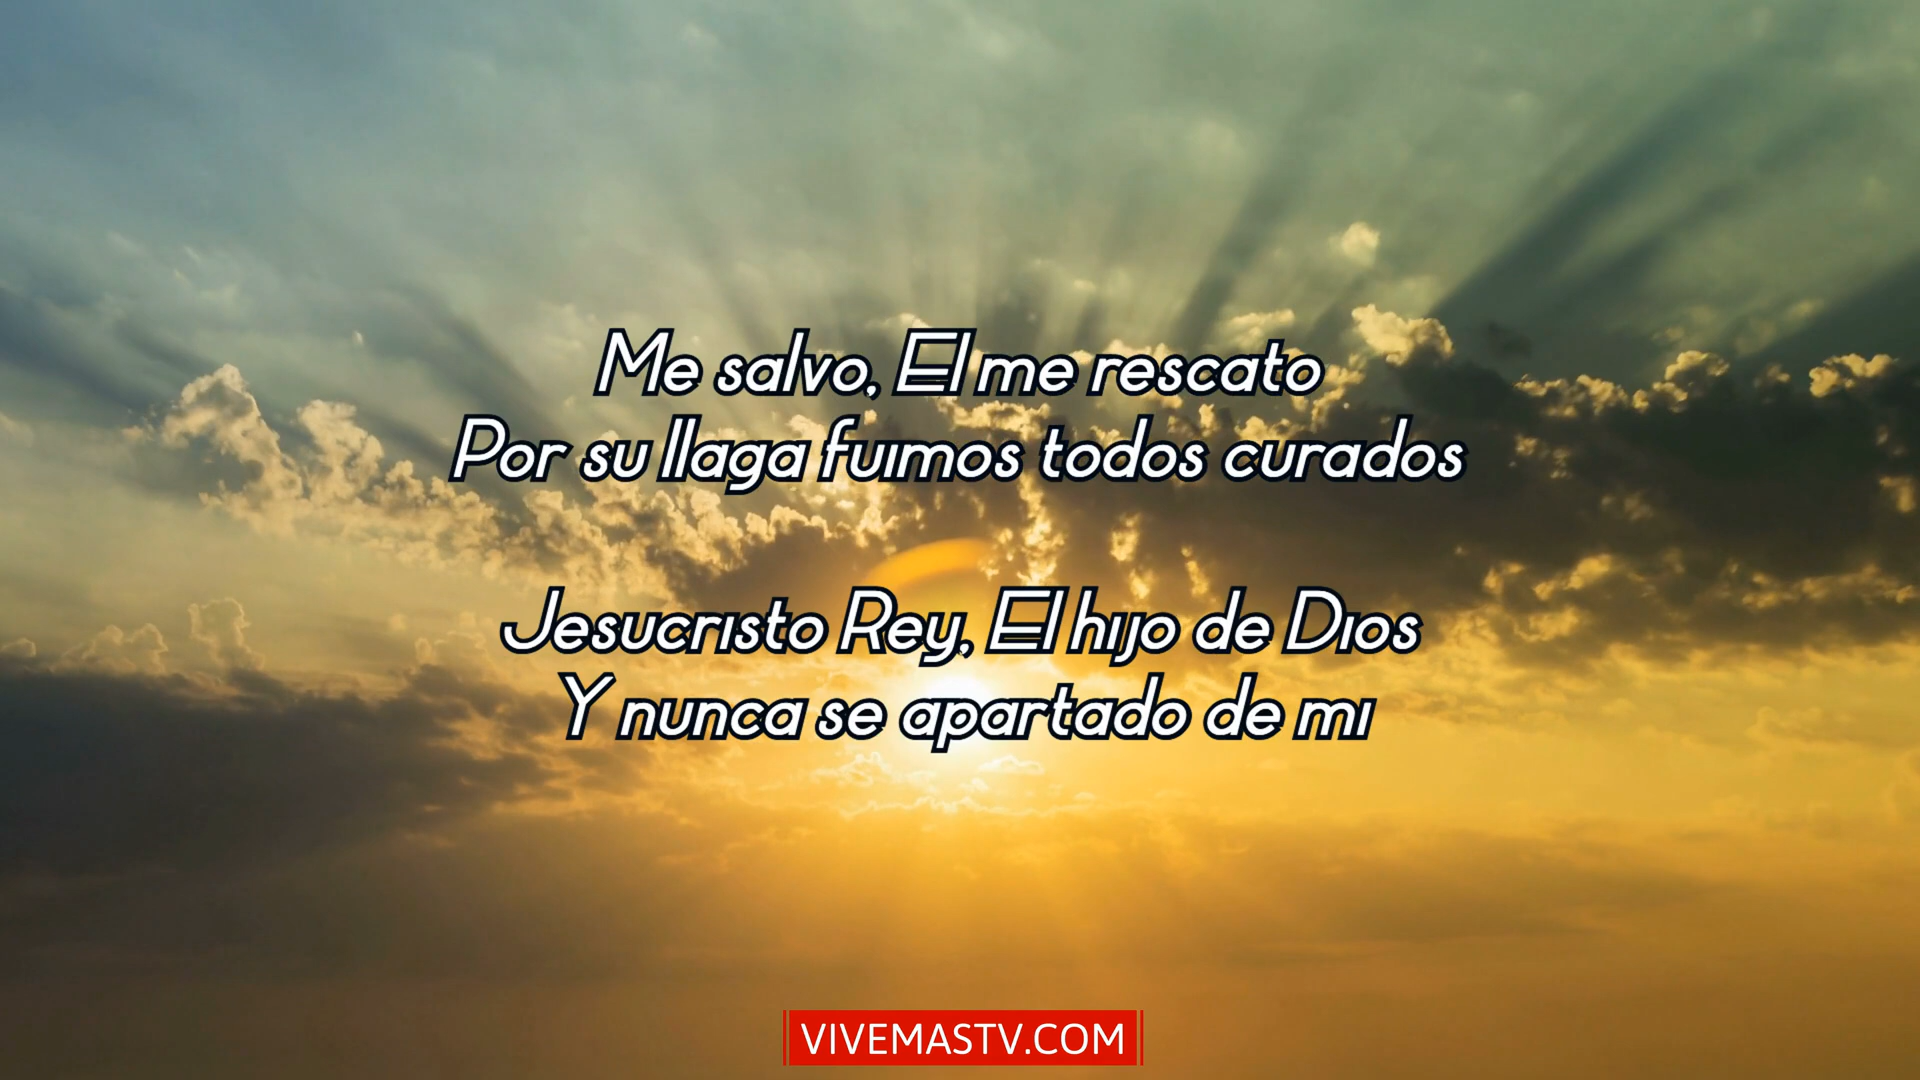 Me salvo, El me rescato
Por su llaga fuimos todos curados
Jesucristo Rey, El hijo de Dios
Y nunca se apartado de mi
VIVEMASTV.COM